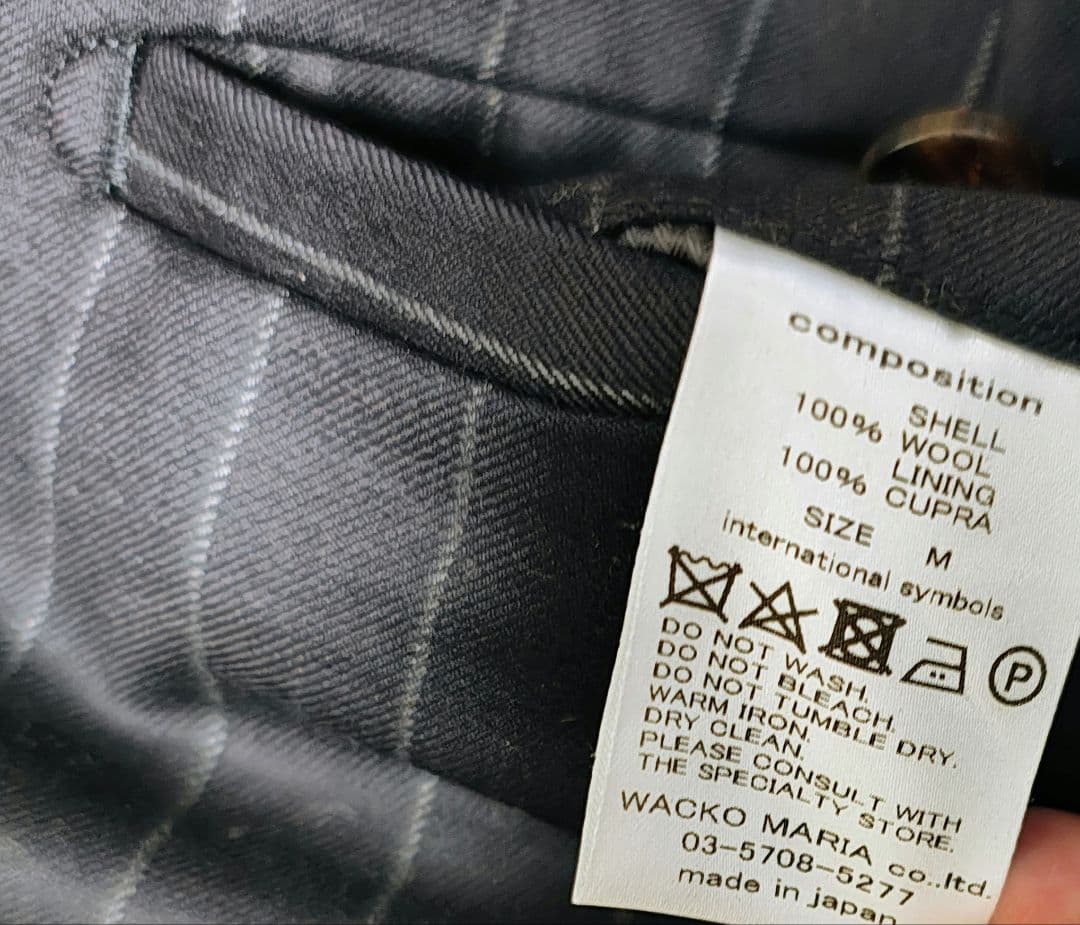 composition
SHELL
100% WOOL
LINING
100% CUPRA
SIZE M
international symbols
P
DO NOT WASH.
DO NOT BLEACH.
DO NOT TUMBLE DRY.
WARM IRON.
DRY CLEAN.
PLEASE CONSULT WITH
THE SPECIALTY STORE.
WACKO MARIA co.,ltd.
03-5708-5277
made in japan